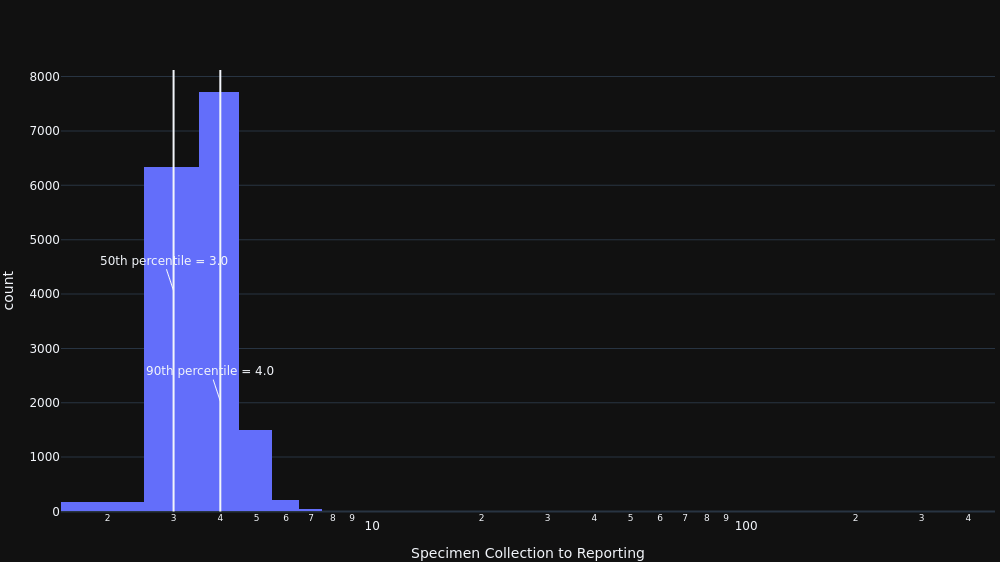 8000
7000
6000
5000
4000
3000
2000
1000
0
count
50th percentile = 3.0
90th percentile = 4.0
2 3 4 5 6 7 8 9 10 2 3 4 5 6 7 8 9 100 2 3 4
Specimen Collection to Reporting